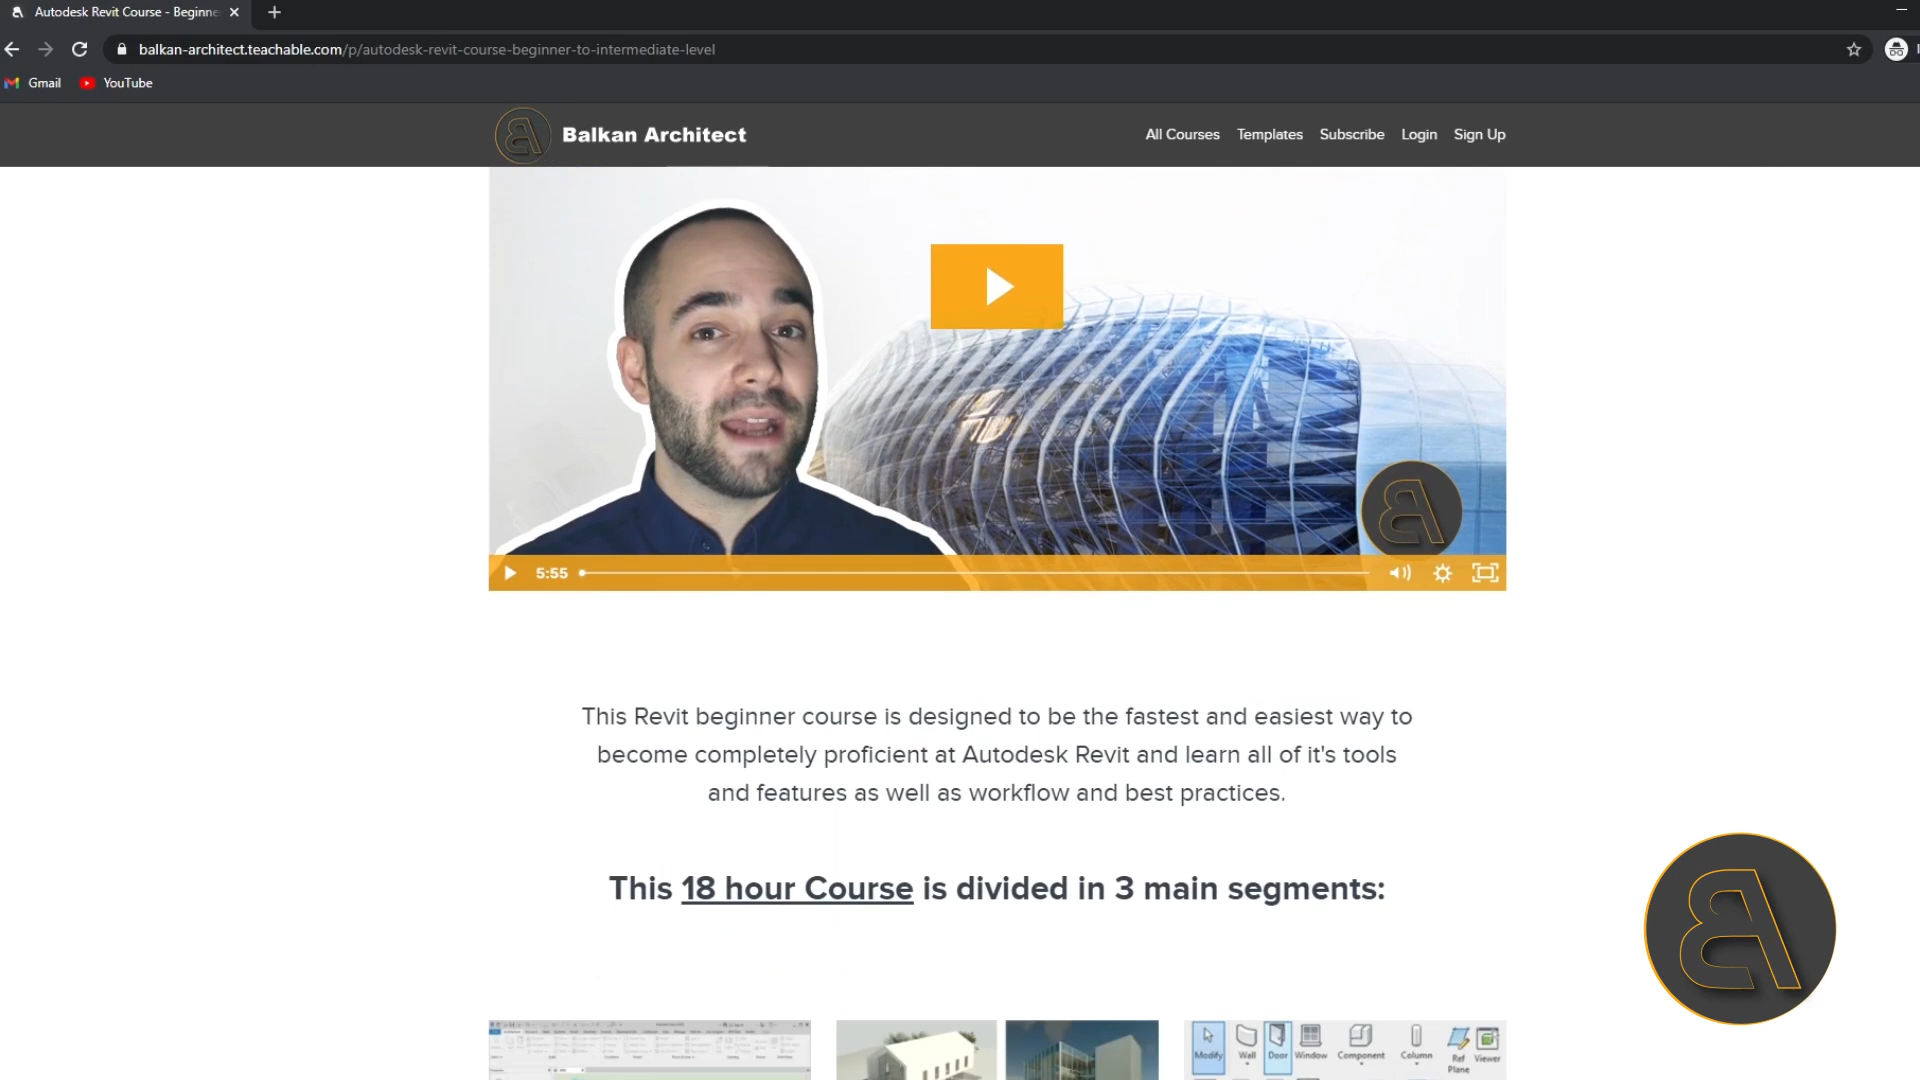 Autodesk Revit Course - Beginne
balkan-architect.teachable.com/p/autodesk-revit-course-beginner-to-intermediate-level
Gmail YouTube
Balkan Architect
All Courses Templates Subscribe Login Sign Up
5:55
This Revit beginner course is designed to be the fastest and easiest way to
become completely proficient at Autodesk Revit and learn all of it's tools
and features as well as workflow and best practices.
This 18 hour Course is divided in 3 main segments:
Modify Wall Door Window Component Column Ref Viewer
Plane